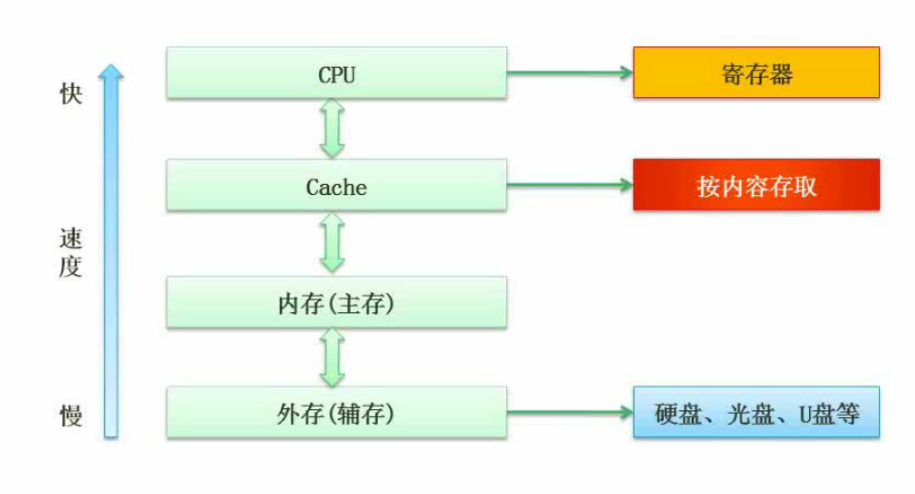 快
CPU
寄存器
Cache
按内容存取
速度
内存(主存)
慢
外存(辅存)
硬盘、光盘、U盘等